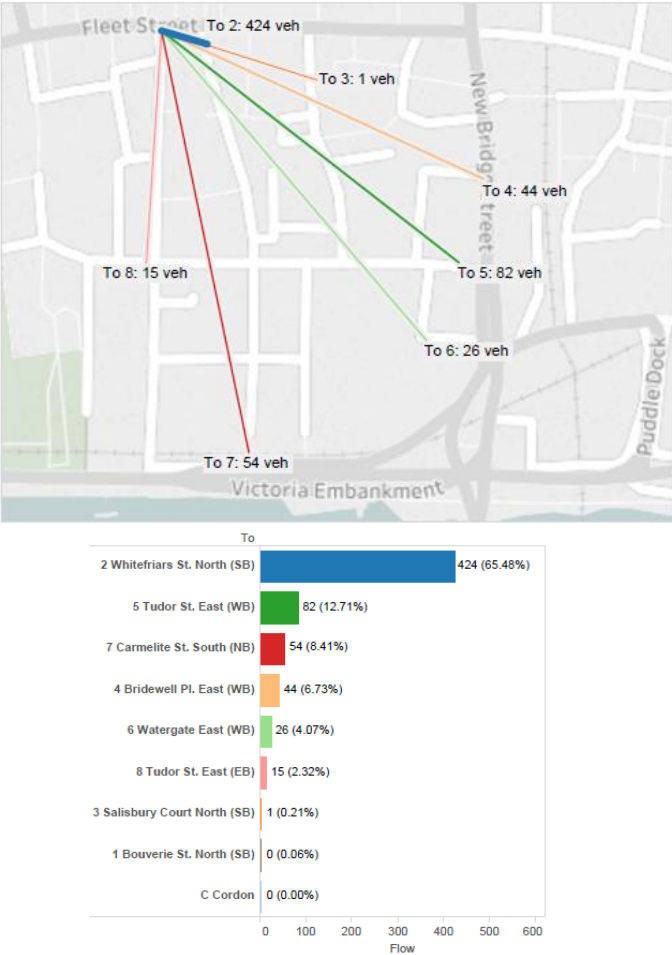 Fleet Street
To 2: 424 veh
To 3: 1 veh
New Bridge Street
To 4: 44 veh
To 8: 15 veh
To 5: 82 veh
To 6: 26 veh
Puddle Dock
To 7: 54 veh
Victoria Embankment
To
2 Whitefriars St. North (SB) 424 (65.48%)
5 Tudor St. East (WB) 82 (12.71%)
7 Carmelite St. South (NB) 54 (8.41%)
4 Bridewell Pl. East (WB) 44 (6.73%)
6 Watergate East (WB) 26 (4.07%)
8 Tudor St. East (EB) 15 (2.32%)
3 Salisbury Court North (SB) 1 (0.21%)
1 Bouverie St. North (SB) 0 (0.06%)
C Cordon 0 (0.00%)
0 100 200 300 400 500 600
Flow